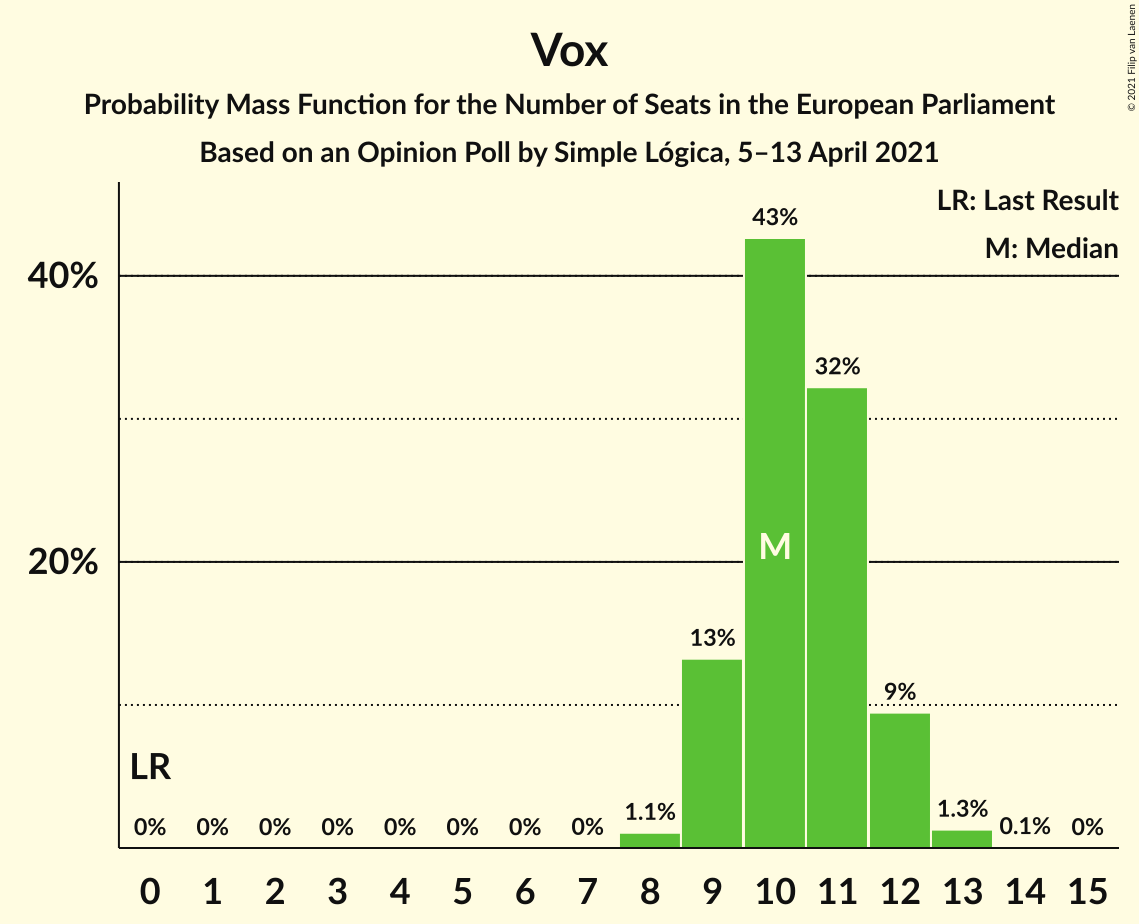 Vox
Probability Mass Function for the Number of Seats in the European Parliament
Based on an Opinion Poll by Simple Lógica, 5–13 April 2021
© 2021 Filip van Laenen
LR: Last Result
M: Median
40%
20%
43%
32%
M
13%
9%
LR
0% 0% 0% 0% 0% 0% 0% 0% 1.1% 1.3% 0.1% 0%
0 1 2 3 4 5 6 7 8 9 10 11 12 13 14 15